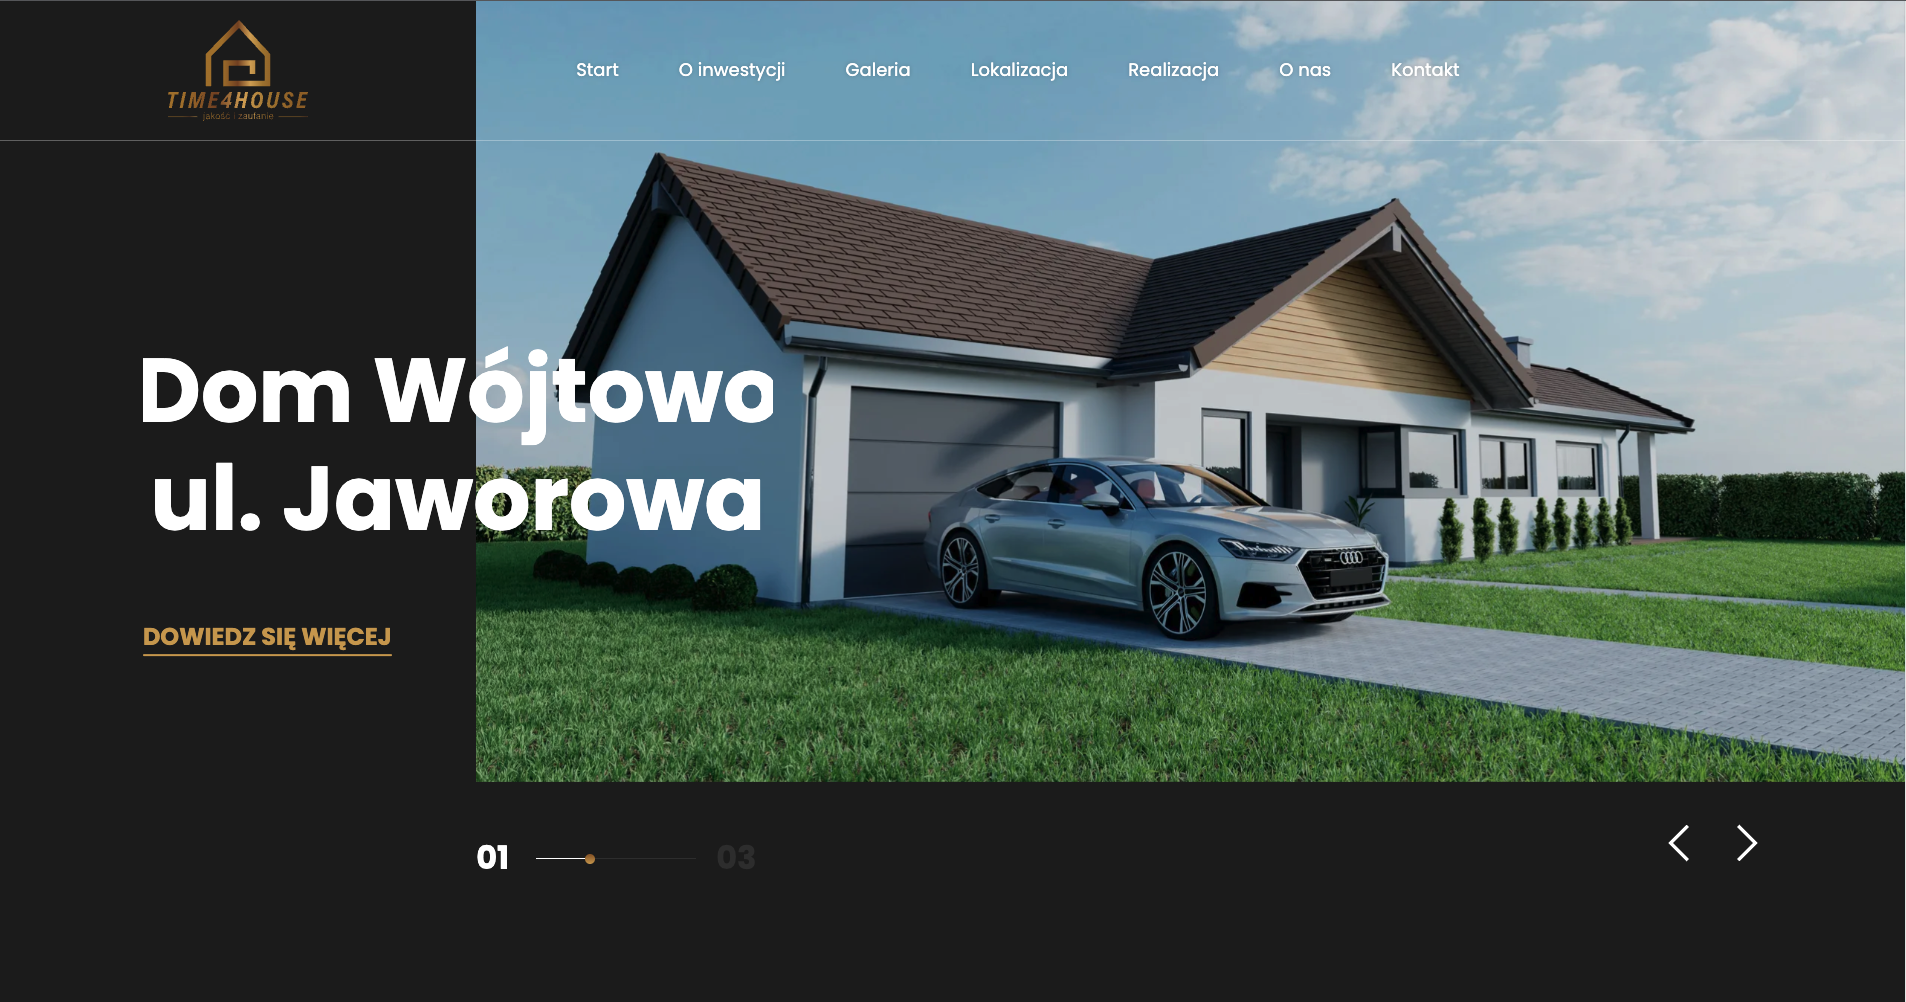 TIME4HOUSE
jakość i zaufanie
Start O inwestycji Galeria Lokalizacja Realizacja O nas Kontakt
Dom Wójtowo
ul. Jaworowa
DOWIEDZ SIĘ WIĘCEJ
01 03